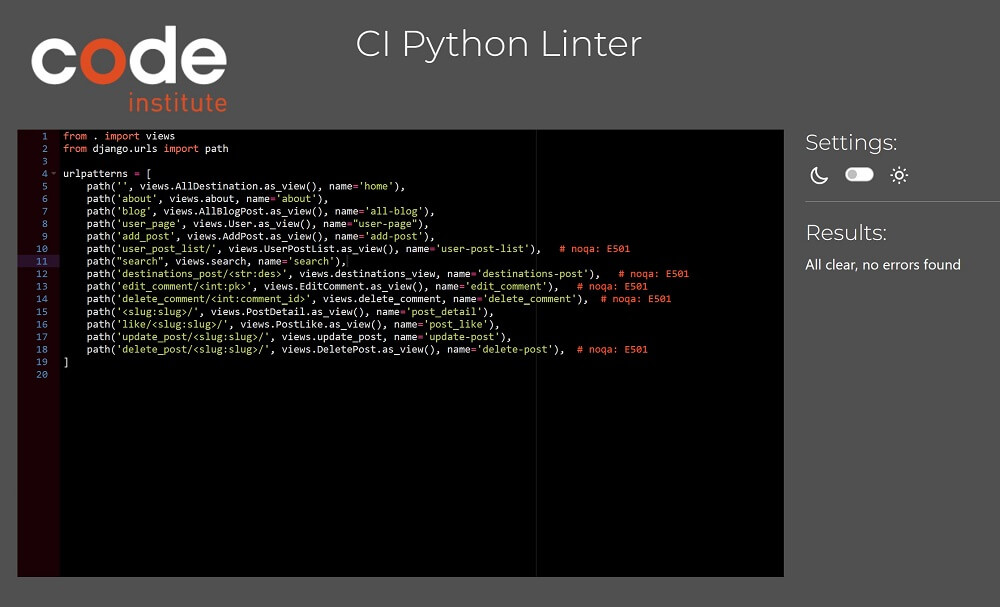 code
institute
CI Python Linter
1 from . import views
2 from django.urls import path
3
4 urlpatterns = [
5     path('', views.AllDestination.as_view(), name='home'),
6     path('about', views.about, name='about'),
7     path('blog', views.AllBlogPost.as_view(), name='all-blog'),
8     path('user_page', views.User.as_view(), name="user-page"),
9     path('add_post', views.AddPost.as_view(), name='add-post'),
10     path('user_post_list/', views.UserPostList.as_view(), name='user-post-list'),   # noqa: E501
11     path("search", views.search, name='search'),
12     path('destinations_post/<str:des>', views.destinations_view, name='destinations-post'),   # noqa: E501
13     path('edit_comment/<int:pk>', views.EditComment.as_view(), name='edit_comment'),   # noqa: E501
14     path('delete_comment/<int:comment_id>', views.delete_comment, name='delete_comment'),  # noqa: E501
15     path('<slug:slug>/', views.PostDetail.as_view(), name='post_detail'),
16     path('like/<slug:slug>/', views.PostLike.as_view(), name='post_like'),
17     path('update_post/<slug:slug>/', views.update_post, name='update-post'),
18     path('delete_post/<slug:slug>/', views.DeletePost.as_view(), name='delete-post'),  # noqa: E501
19 ]
20
Settings:
Results:
All clear, no errors found